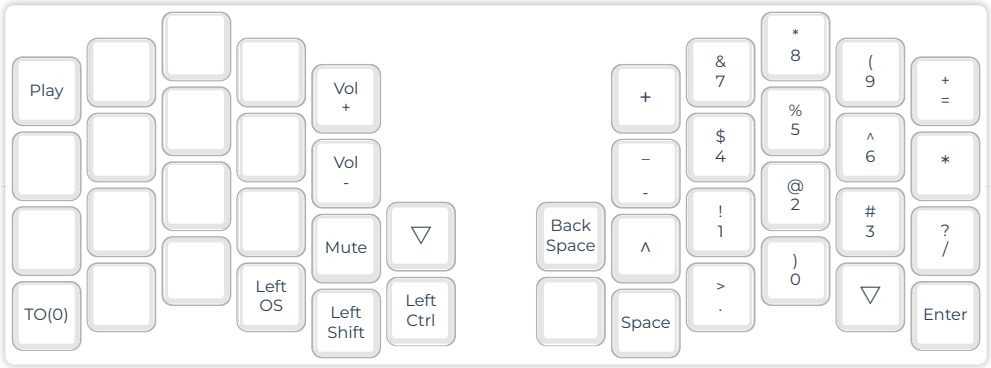 Play
Vol
+
Vol
-
Mute
TO(0)
Left
OS
Left
Shift
Left
Ctrl
+
&
7
*
8
(
9
+
=
_
-
$
4
%
5
^
6
*
Back
Space
^
!
1
@
2
#
3
?
/
Space
>
.
)
0
Enter